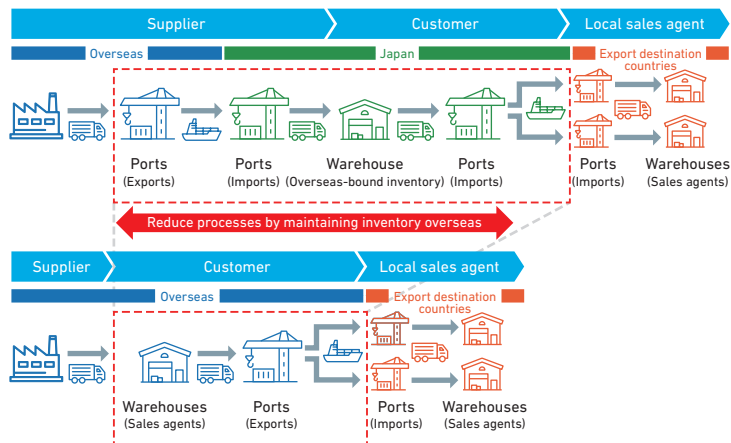 Supplier
Customer
Local sales agent
Overseas
Japan
Export destination
countries
Ports
(Exports)
Ports
(Imports)
Warehouse
(Overseas-bound inventory)
Ports
(Imports)
Ports
(Imports)
Warehouses
(Sales agents)
Reduce processes by maintaining inventory overseas
Supplier
Customer
Local sales agent
Overseas
Export destination
countries
Warehouses
(Sales agents)
Ports
(Exports)
Ports
(Imports)
Warehouses
(Sales agents)